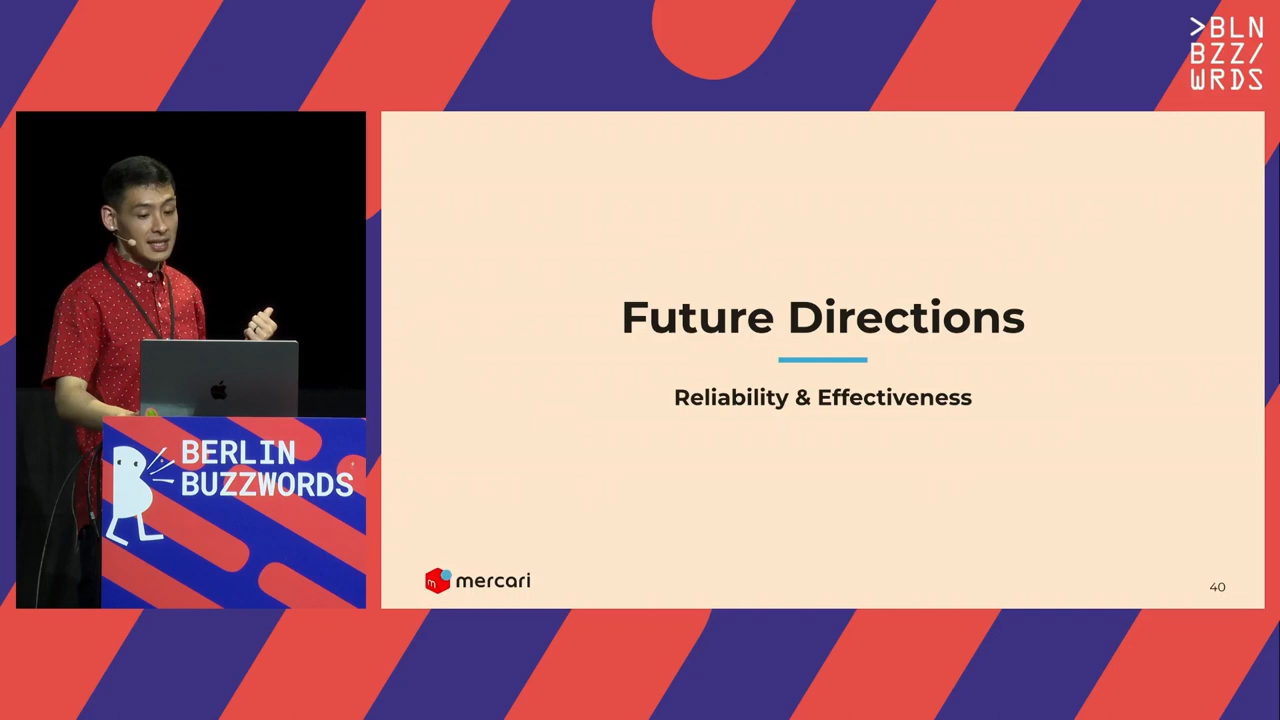 >BLN
BZZ/
WRDS
Future Directions
Reliability & Effectiveness
BERLIN
BUZZWORDS
mercari
40